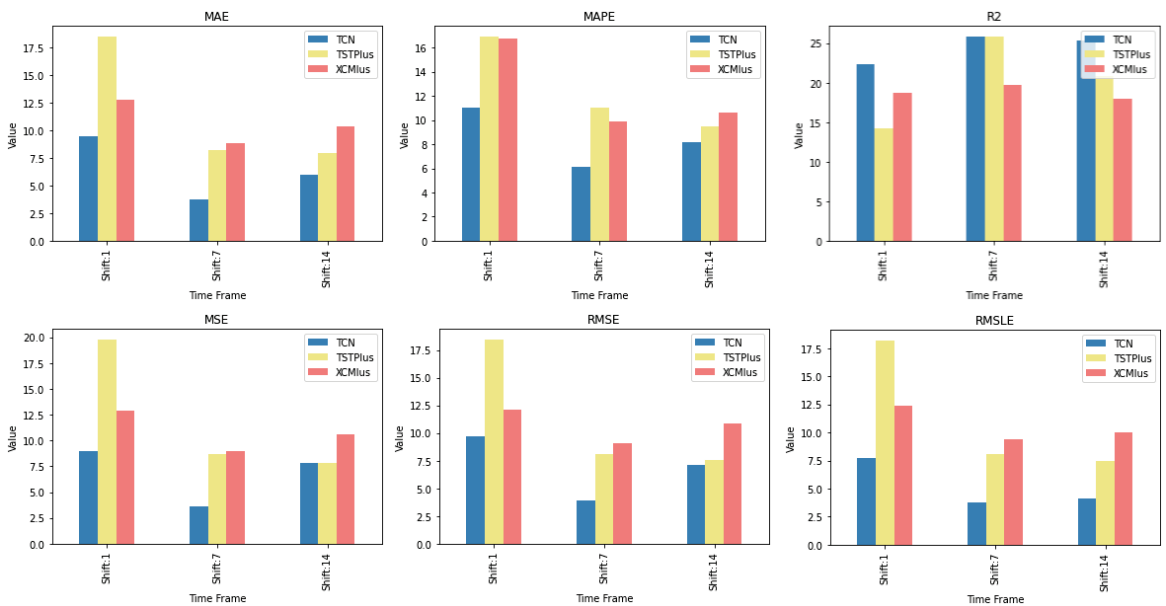 MAE
17.5
15.0
12.5
10.0
7.5
5.0
2.5
0.0
Value
TCN
TSTPlus
XCMlus
Shift:1
Shift:7
Shift:14
Time Frame
MAPE
16
14
12
10
8
6
4
2
0
Value
TCN
TSTPlus
XCMlus
Shift:1
Shift:7
Shift:14
Time Frame
R2
25
20
15
10
5
0
Value
TCN
TSTPlus
XCMlus
Shift:1
Shift:7
Shift:14
Time Frame
MSE
20.0
17.5
15.0
12.5
10.0
7.5
5.0
2.5
0.0
Value
TCN
TSTPlus
XCMlus
Shift:1
Shift:7
Shift:14
Time Frame
RMSE
17.5
15.0
12.5
10.0
7.5
5.0
2.5
0.0
Value
TCN
TSTPlus
XCMlus
Shift:1
Shift:7
Shift:14
Time Frame
RMSLE
17.5
15.0
12.5
10.0
7.5
5.0
2.5
0.0
Value
TCN
TSTPlus
XCMlus
Shift:1
Shift:7
Shift:14
Time Frame